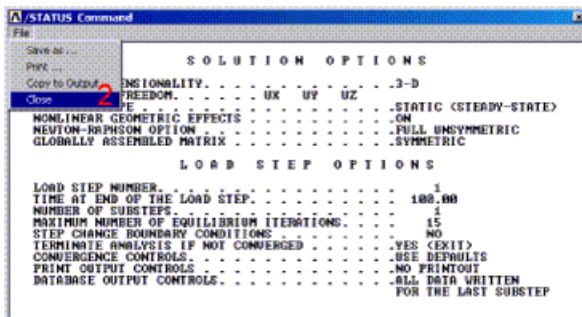 /STATUS Command
File
Save as ...
Print ...
Copy to Output
Close
2
S O L U T I O N   O P T I O N S
ENSIONALITY. . . . . . . . . . . . .3-D
FREEDOM. . . . . . UX   UY   UZ
. . . . . . . . . . . . . . .STATIC (STEADY-STATE)
NONLINEAR GEOMETRIC EFFECTS . . . . . . . . . .ON
NEWTON-RAPHSON OPTION . . . . . . . . . . . . .FULL UNSYMMETRIC
GLOBALLY ASSEMBLED MATRIX . . . . . . . . . . .SYMMETRIC
L O A D   S T E P   O P T I O N S
LOAD STEP NUMBER. . . . . . . . . . . . . . . . 1
TIME AT END OF THE LOAD STEP. . . . . . . . . . 100.00
NUMBER OF SUBSTEPS. . . . . . . . . . . . . . . 1
MAXIMUM NUMBER OF EQUILIBRIUM ITERATIONS. . . . 15
STEP CHANGE BOUNDARY CONDITIONS . . . . . . . . NO
TERMINATE ANALYSIS IF NOT CONVERGED . . . . . .YES (EXIT)
CONVERGENCE CONTROLS. . . . . . . . . . . . . .USE DEFAULTS
PRINT OUTPUT CONTROLS . . . . . . . . . . . . .NO PRINTOUT
DATABASE OUTPUT CONTROLS. . . . . . . . . . . .ALL DATA WRITTEN
FOR THE LAST SUBSTEP